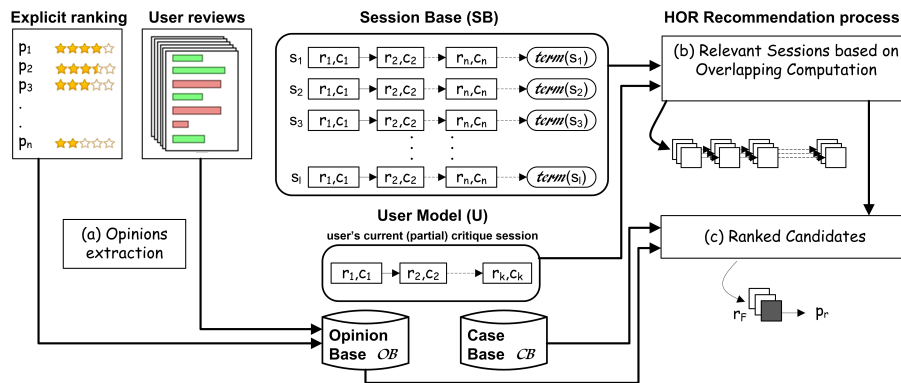 Explicit ranking
User reviews
Session Base (SB)
HOR Recommendation process
p1
p2
p3
.
.
pn
s1 r1,c1 r2,c2 rn,cn term(s1)
s2 r1,c1 r2,c2 rn,cn term(s2)
s3 r1,c1 r2,c2 rn,cn term(s3)
sl r1,c1 r2,c2 rn,cn term(sl)
(b) Relevant Sessions based on
Overlapping Computation
(a) Opinions
extraction
User Model (U)
user's current (partial) critique session
r1,c1 r2,c2 rk,ck
(c) Ranked Candidates
rF pr
Opinion
Base OB
Case
Base CB